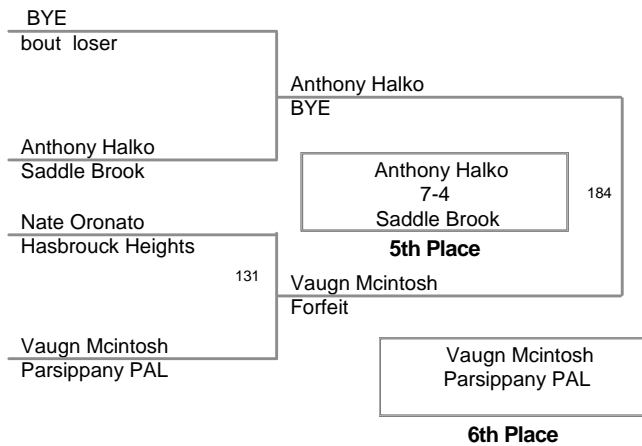 BYE
bout loser
Anthony Halko
BYE
Anthony Halko
Saddle Brook
Anthony Halko
7-4
Saddle Brook
184
5th Place
Nate Oronato
Hasbrouck Heights
131
Vaugn Mcintosh
Forfeit
Vaugn Mcintosh
Parsippany PAL
Vaugn Mcintosh
Parsippany PAL
6th Place